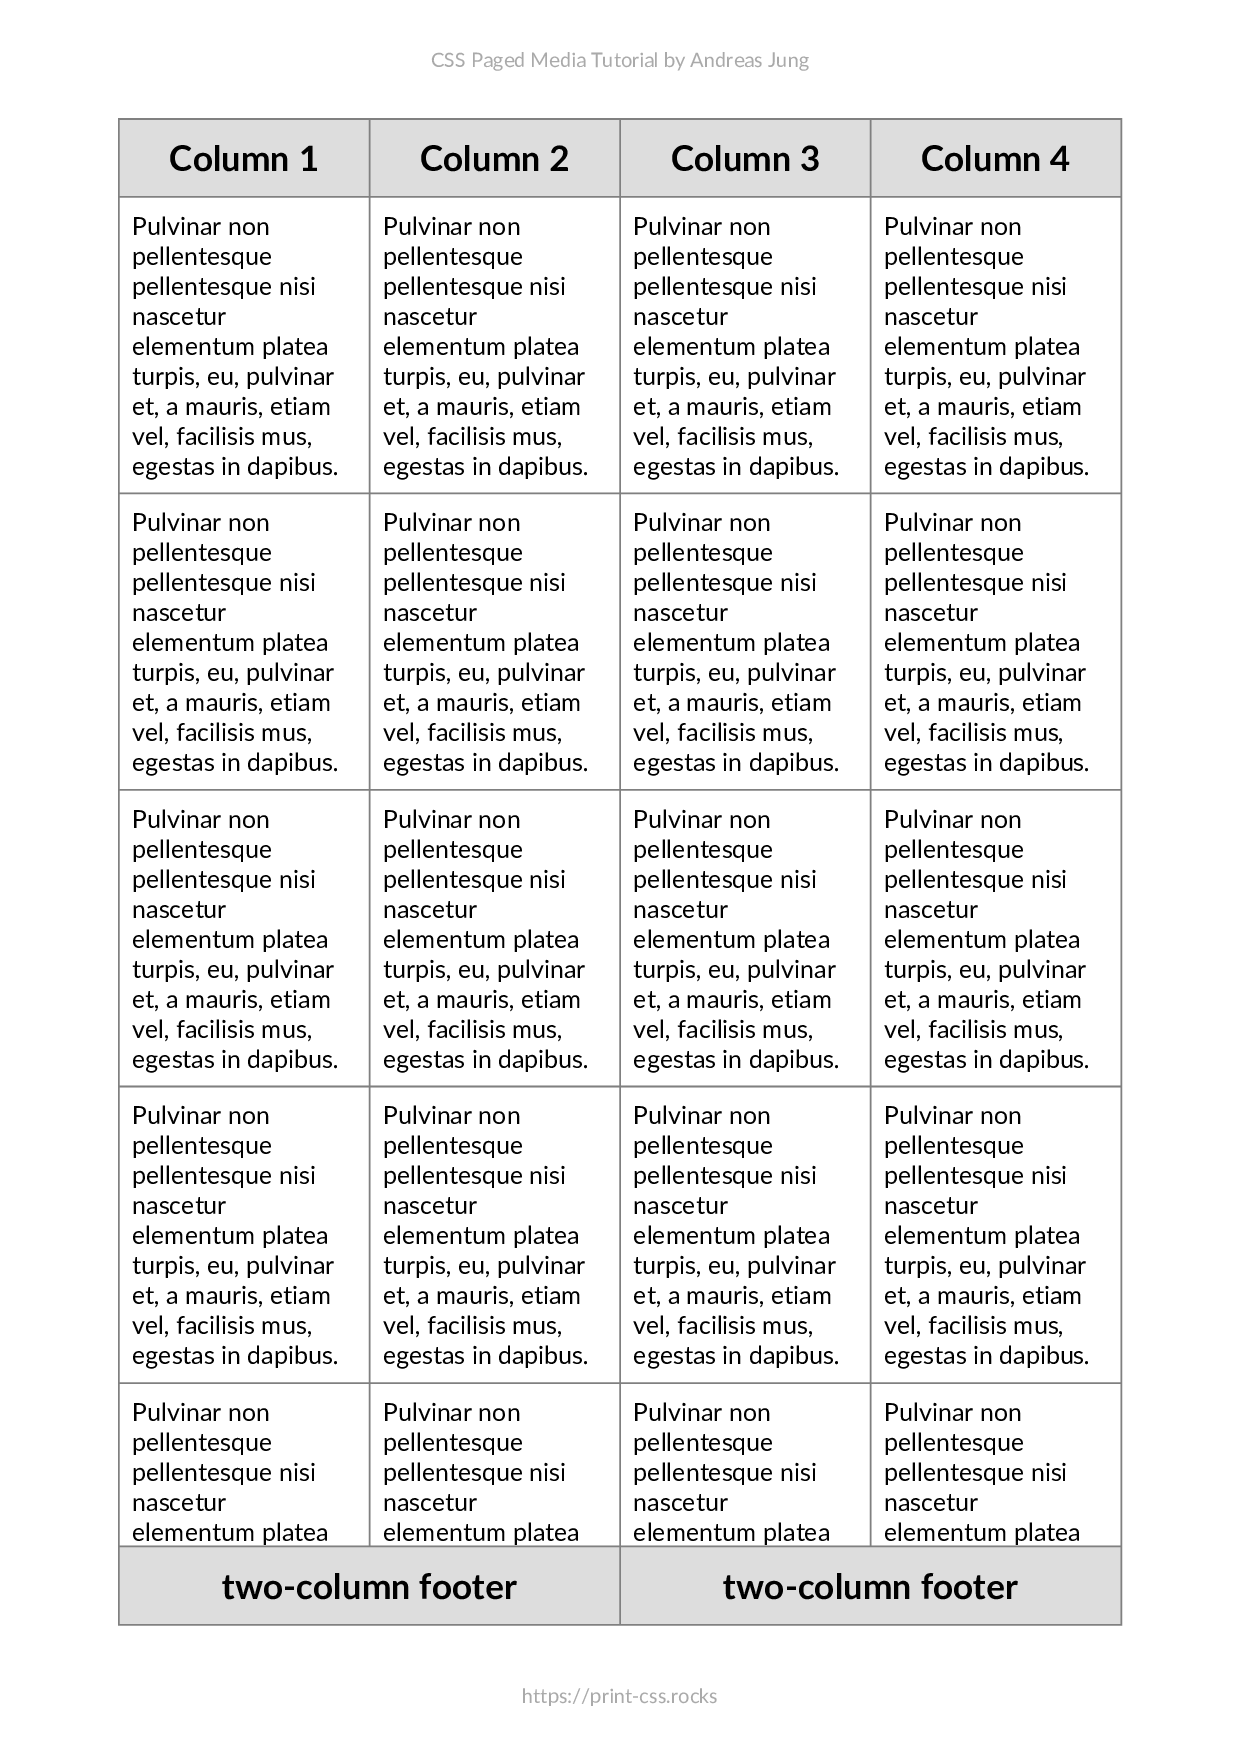 CSS Paged Media Tutorial by Andreas Jung
Column 1 Column 2 Column 3 Column 4
Pulvinar non Pulvinar non Pulvinar non Pulvinar non
pellentesque pellentesque pellentesque pellentesque
pellentesque nisi pellentesque nisi pellentesque nisi pellentesque nisi
nascetur nascetur nascetur nascetur
elementum platea elementum platea elementum platea elementum platea
turpis, eu, pulvinar turpis, eu, pulvinar turpis, eu, pulvinar turpis, eu, pulvinar
et, a mauris, etiam et, a mauris, etiam et, a mauris, etiam et, a mauris, etiam
vel, facilisis mus, vel, facilisis mus, vel, facilisis mus, vel, facilisis mus,
egestas in dapibus. egestas in dapibus. egestas in dapibus. egestas in dapibus.
Pulvinar non Pulvinar non Pulvinar non Pulvinar non
pellentesque pellentesque pellentesque pellentesque
pellentesque nisi pellentesque nisi pellentesque nisi pellentesque nisi
nascetur nascetur nascetur nascetur
elementum platea elementum platea elementum platea elementum platea
turpis, eu, pulvinar turpis, eu, pulvinar turpis, eu, pulvinar turpis, eu, pulvinar
et, a mauris, etiam et, a mauris, etiam et, a mauris, etiam et, a mauris, etiam
vel, facilisis mus, vel, facilisis mus, vel, facilisis mus, vel, facilisis mus,
egestas in dapibus. egestas in dapibus. egestas in dapibus. egestas in dapibus.
Pulvinar non Pulvinar non Pulvinar non Pulvinar non
pellentesque pellentesque pellentesque pellentesque
pellentesque nisi pellentesque nisi pellentesque nisi pellentesque nisi
nascetur nascetur nascetur nascetur
elementum platea elementum platea elementum platea elementum platea
turpis, eu, pulvinar turpis, eu, pulvinar turpis, eu, pulvinar turpis, eu, pulvinar
et, a mauris, etiam et, a mauris, etiam et, a mauris, etiam et, a mauris, etiam
vel, facilisis mus, vel, facilisis mus, vel, facilisis mus, vel, facilisis mus,
egestas in dapibus. egestas in dapibus. egestas in dapibus. egestas in dapibus.
Pulvinar non Pulvinar non Pulvinar non Pulvinar non
pellentesque pellentesque pellentesque pellentesque
pellentesque nisi pellentesque nisi pellentesque nisi pellentesque nisi
nascetur nascetur nascetur nascetur
elementum platea elementum platea elementum platea elementum platea
turpis, eu, pulvinar turpis, eu, pulvinar turpis, eu, pulvinar turpis, eu, pulvinar
et, a mauris, etiam et, a mauris, etiam et, a mauris, etiam et, a mauris, etiam
vel, facilisis mus, vel, facilisis mus, vel, facilisis mus, vel, facilisis mus,
egestas in dapibus. egestas in dapibus. egestas in dapibus. egestas in dapibus.
Pulvinar non Pulvinar non Pulvinar non Pulvinar non
pellentesque pellentesque pellentesque pellentesque
pellentesque nisi pellentesque nisi pellentesque nisi pellentesque nisi
nascetur nascetur nascetur nascetur
elementum platea elementum platea elementum platea elementum platea
two-column footer two-column footer
https://print-css.rocks